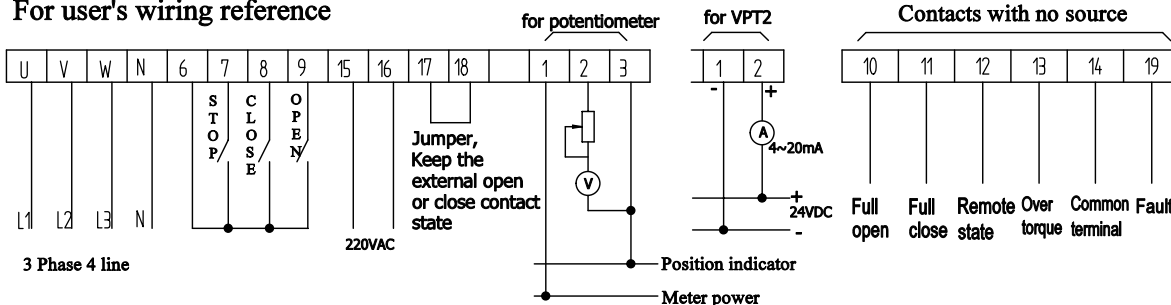 For user's wiring reference
for potentiometer
for VPT2
Contacts with no source
U V W N 6 7 8 9 15 16 17 18 1 2 3
1 2
10 11 12 13 14 19
STOP
CLOSE
OPEN
- +
A
4~20mA
Jumper,
Keep the
external open
or close contact
state
V
+
24VDC
-
L1 L2 L3 N
220VAC
Full
open
Full
close
Remote
state
Over
torque
Common
terminal
Fault
3 Phase 4 line
Position indicator
Meter power